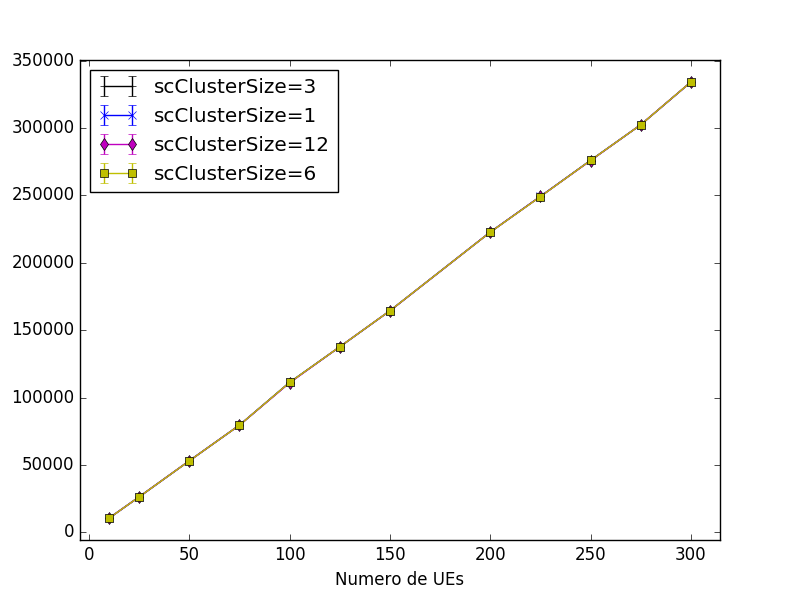 350000
300000
250000
200000
150000
100000
50000
0
scClusterSize=3
scClusterSize=1
scClusterSize=12
scClusterSize=6
0 50 100 150 200 250 300
Numero de UEs